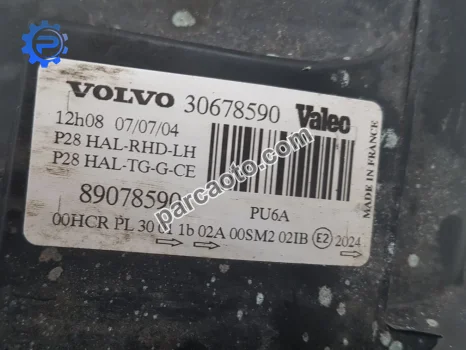 VOLVO 30678590 Valeo
12h08 07/07/04
P28 HAL-RHD-LH
P28 HAL-TG-G-CE
89078590
PU6A
MADE IN FRANCE
00HCR PL 30 01 1b 02A 00SM2 02IB E2 2024
parcaoto.com